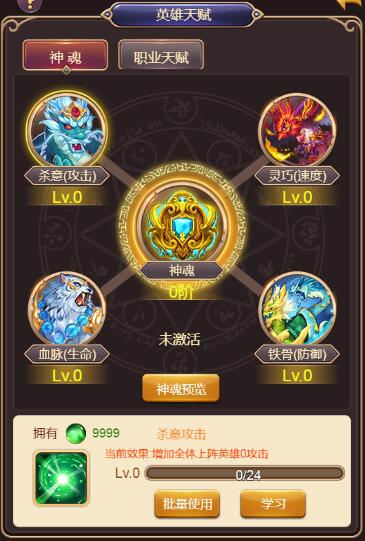 ?
英雄天赋
神魂
职业天赋
杀意(攻击)
Lv.0
灵巧(速度)
Lv.0
神魂
0阶
血脉(生命)
Lv.0
铁骨(防御)
Lv.0
未激活
神魂预览
拥有 9999 杀意攻击
当前效果:增加全体上阵英雄0攻击
Lv.0 0/24
批量使用 学习